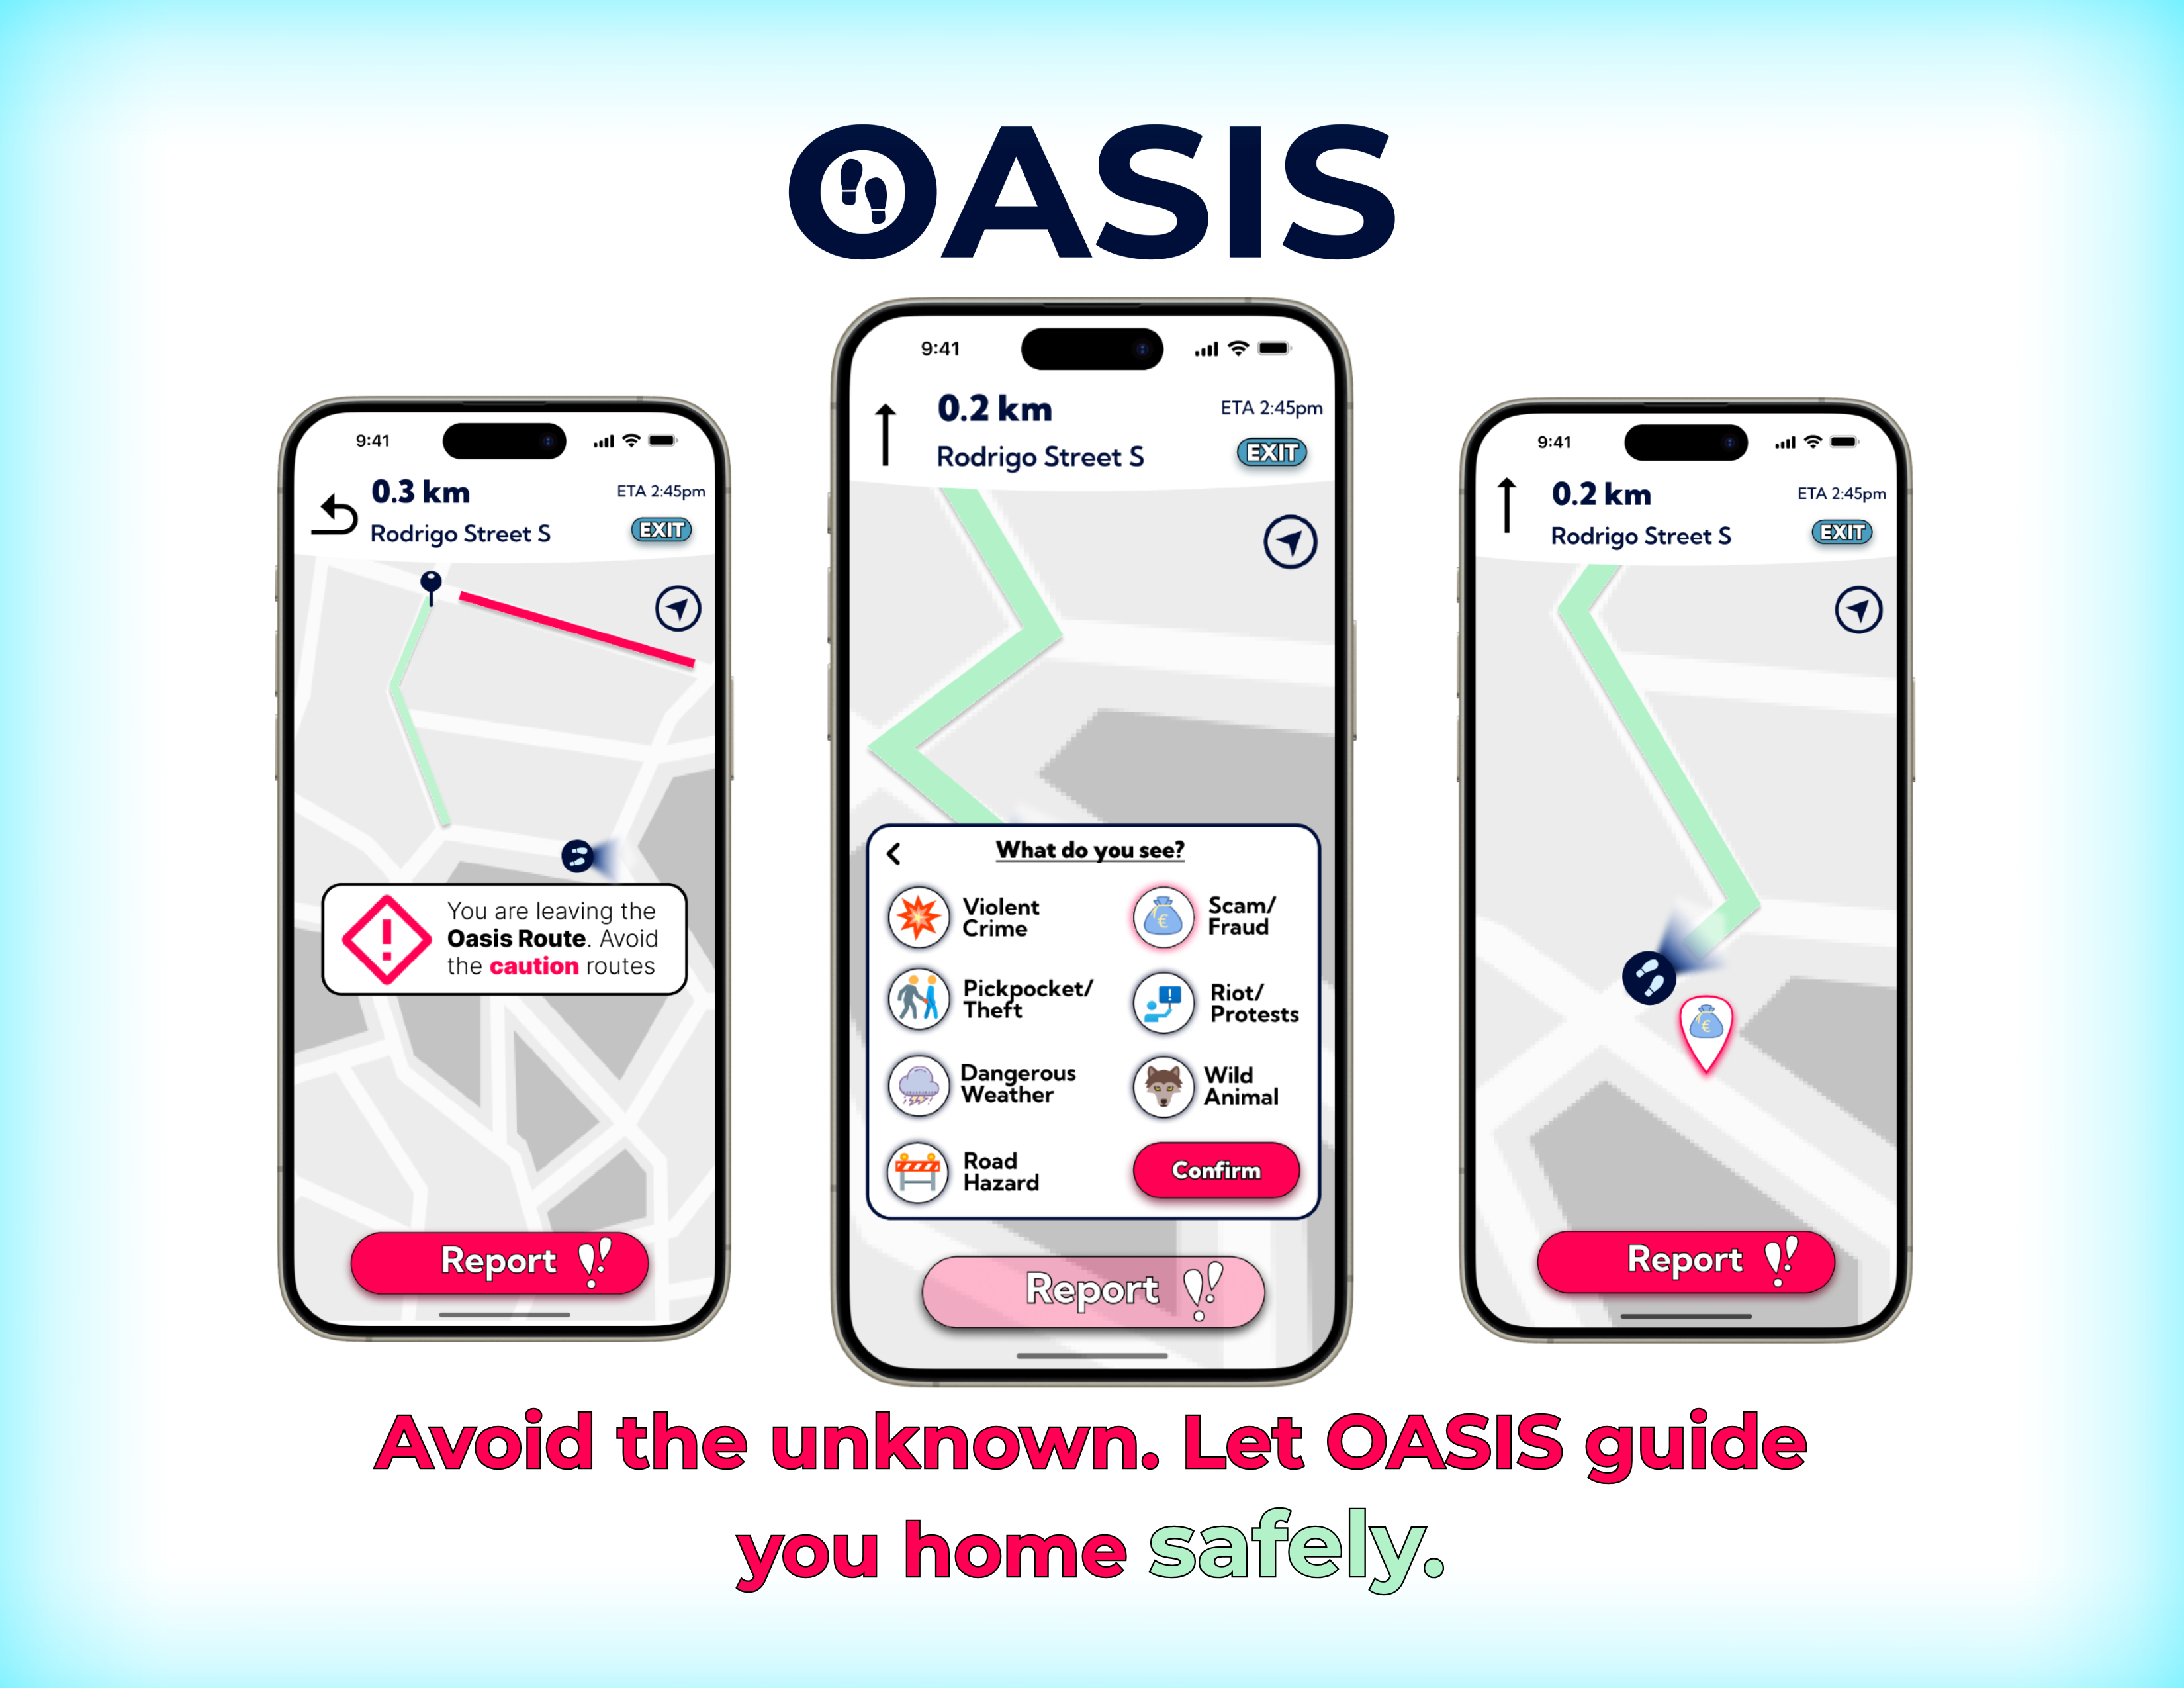 OASIS
9:41
0.3 km
ETA 2:45pm
Rodrigo Street S
EXIT
You are leaving the
Oasis Route. Avoid
the caution routes
Report
9:41
0.2 km
ETA 2:45pm
Rodrigo Street S
EXIT
What do you see?
Violent
Crime
Scam/
Fraud
€
Pickpocket/
Theft
Riot/
Protests
Dangerous
Weather
Wild
Animal
Road
Hazard
Confirm
Report
9:41
0.2 km
ETA 2:45pm
Rodrigo Street S
EXIT
€
Report
Avoid the unknown. Let OASIS guide
you home safely.